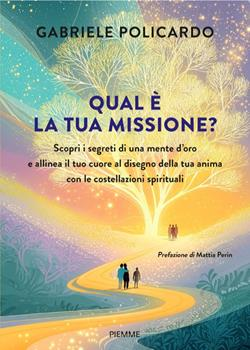 GABRIELE POLICARDO
QUAL È
LA TUA MISSIONE?
Scopri i segreti di una mente d'oro
e allinea il tuo cuore al disegno della tua anima
con le costellazioni spirituali
Prefazione di Mattia Perin
PIEMME